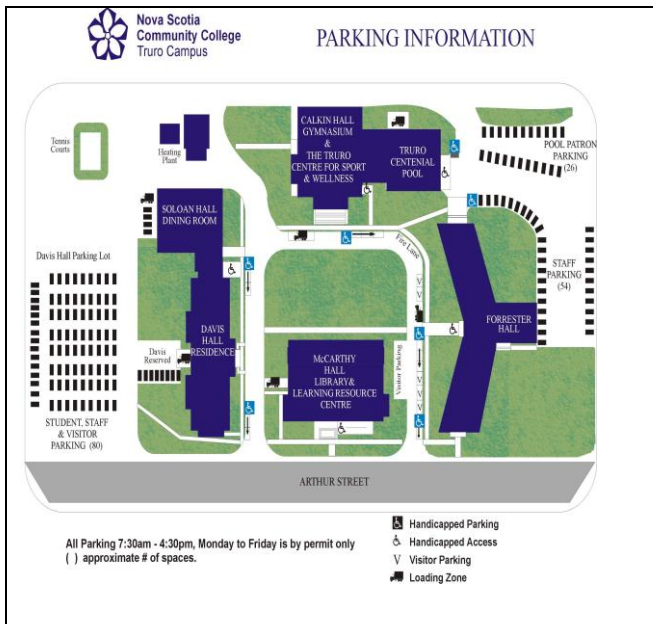 Nova Scotia
Community College
Truro Campus
PARKING INFORMATION
Tennis
Courts
Heating
Plant
CALKIN HALL
GYMNASIUM
&
THE TRURO
CENTRE FOR SPORT
& WELLNESS
TRURO
CENTENIAL
POOL
POOL PATRON
PARKING
(26)
SOLOAN HALL
DINING ROOM
Davis Hall Parking Lot
Fire Lane
STAFF
PARKING
(54)
V
V
FORRESTER
HALL
DAVIS
HALL
RESIDENCE
Davis
Reserved
McCARTHY
HALL
LIBRARY&
LEARNING RESOURCE
CENTRE
Visitor Parking
V
V
V
STUDENT, STAFF
& VISITOR
PARKING (80)
ARTHUR STREET
All Parking 7:30am - 4:30pm, Monday to Friday is by permit only
( ) approximate # of spaces.
Handicapped Parking
Handicapped Access
V Visitor Parking
Loading Zone